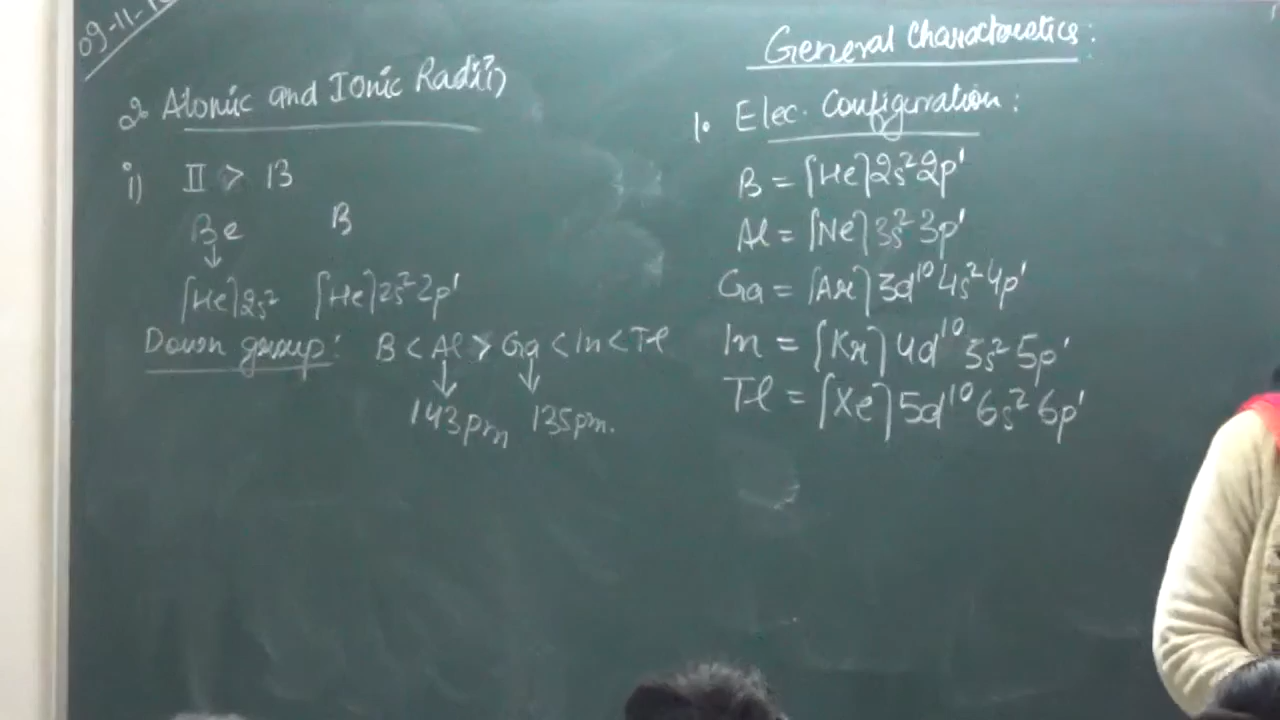 09-11-1
2. Atomic and Ionic Radii
i) II > 13
Be B
↓
[He]2s² [He]2s²2p¹
Down group: B < Al > Ga < In < Tl
↓ ↓
143pm 135pm.
General Characteristics:
1. Elec. Configuration:
B = [He]2s²2p¹
Al = [Ne]3s²3p¹
Ga = [Ar]3d¹⁰4s²4p¹
In = [Kr]4d¹⁰5s²5p¹
Tl = [Xe]5d¹⁰6s²6p¹